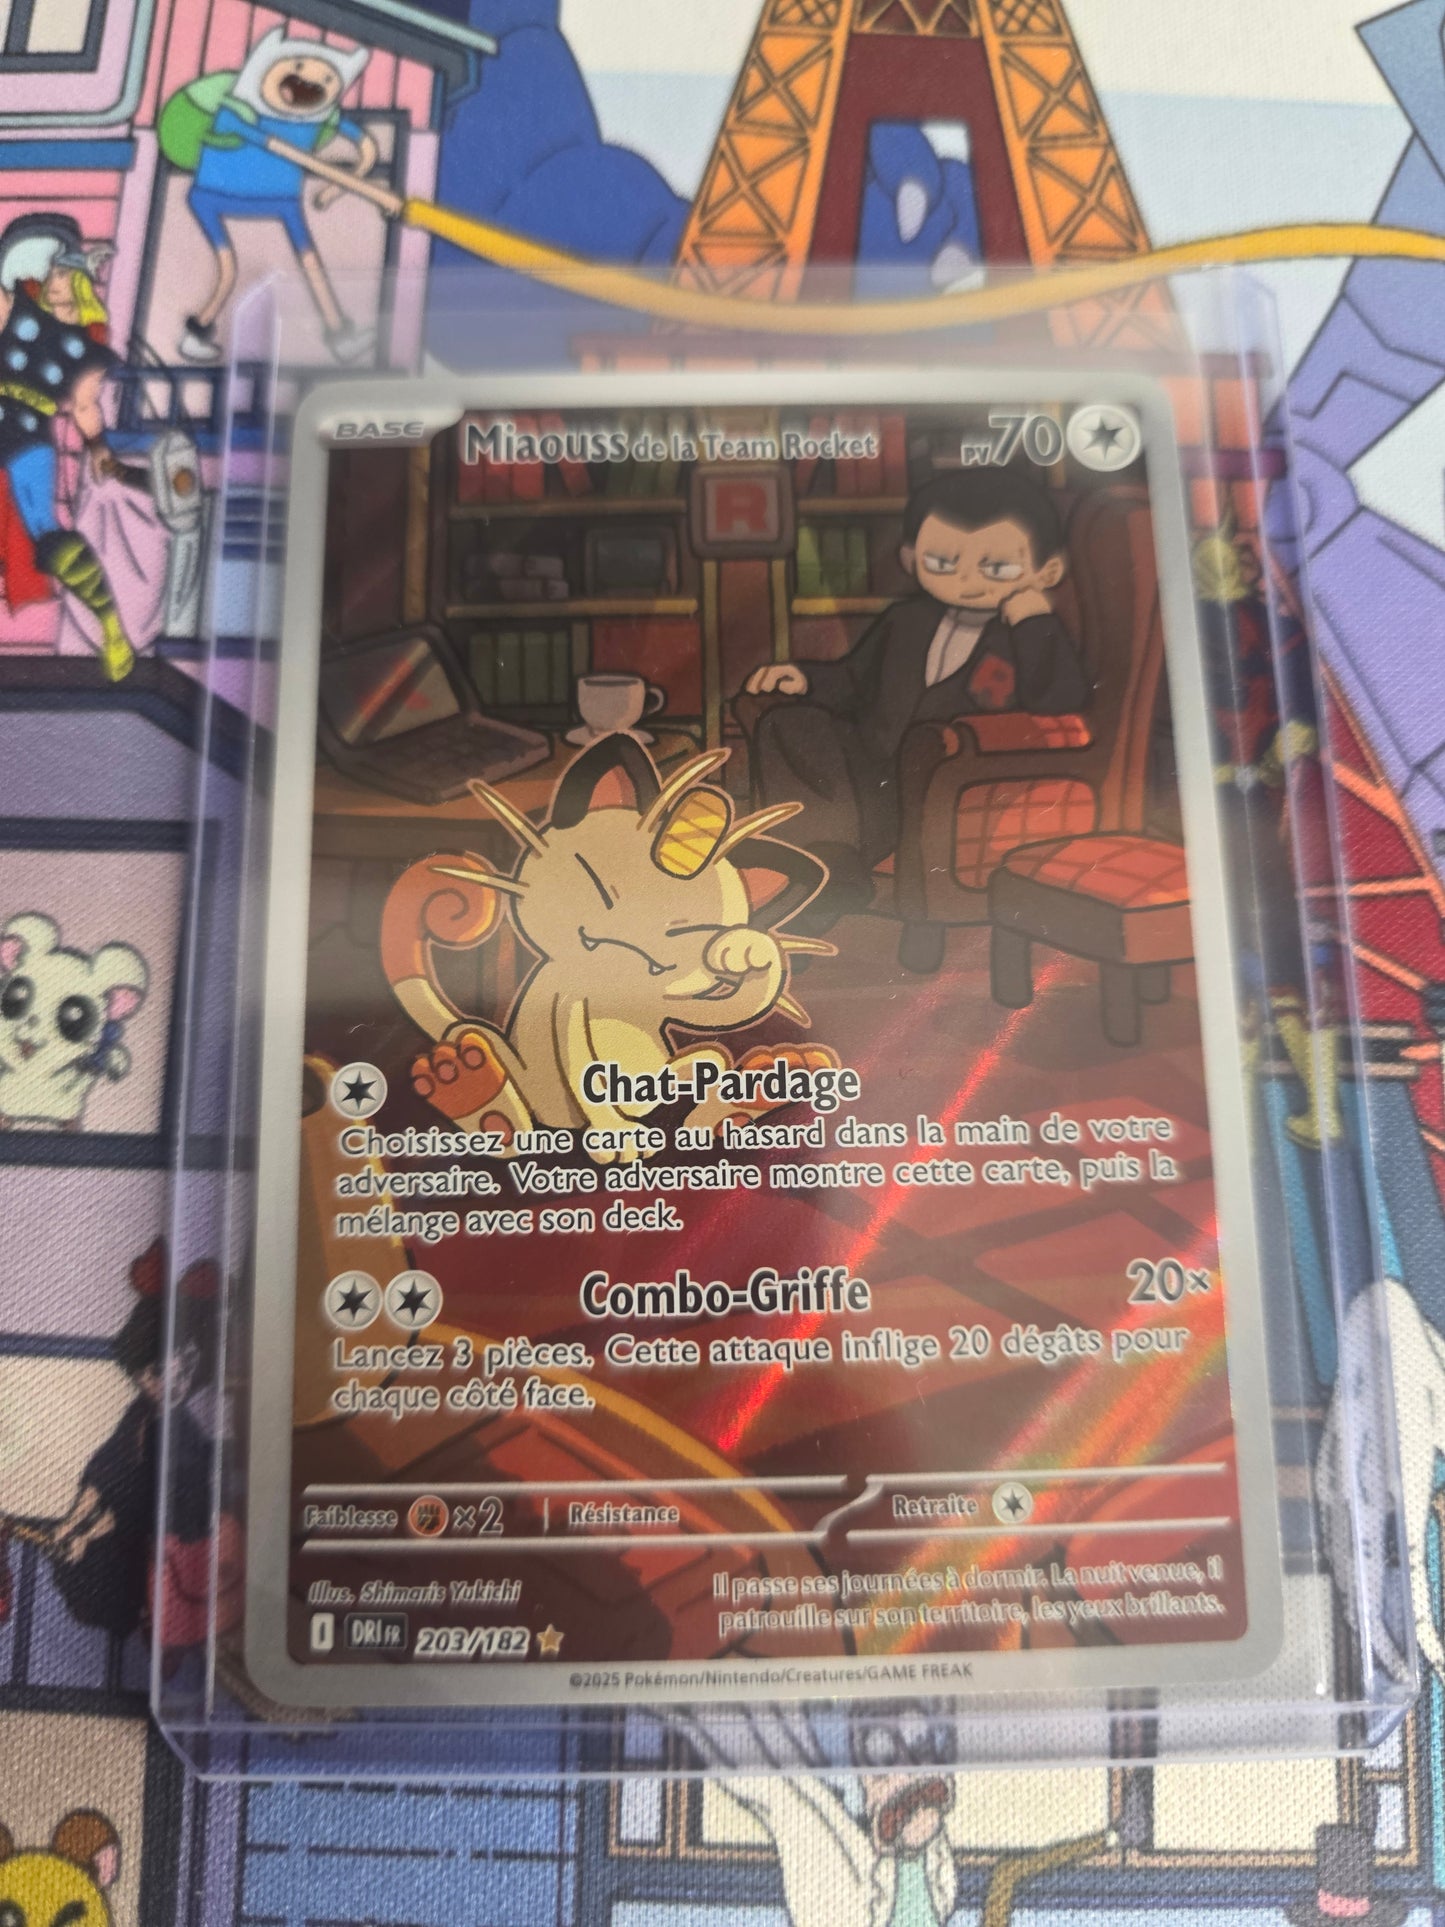 BASE
Miaouss de la Team Rocket
PV 70
R
Chat-Pardage
Choisissez une carte au hasard dans la main de votre
adversaire. Votre adversaire montre cette carte, puis la
mélange avec son deck.
Combo-Griffe 20×
Lancez 3 pièces. Cette attaque inflige 20 dégâts pour
chaque côté face.
Faiblesse ×2 Résistance Retraite
Illus. Shimaris Yukichi
Il passe ses journées à dormir. La nuit venue, il
patrouille sur son territoire, les yeux brillants.
I DRI FR 203/182
©2025 Pokémon/Nintendo/Creatures/GAME FREAK